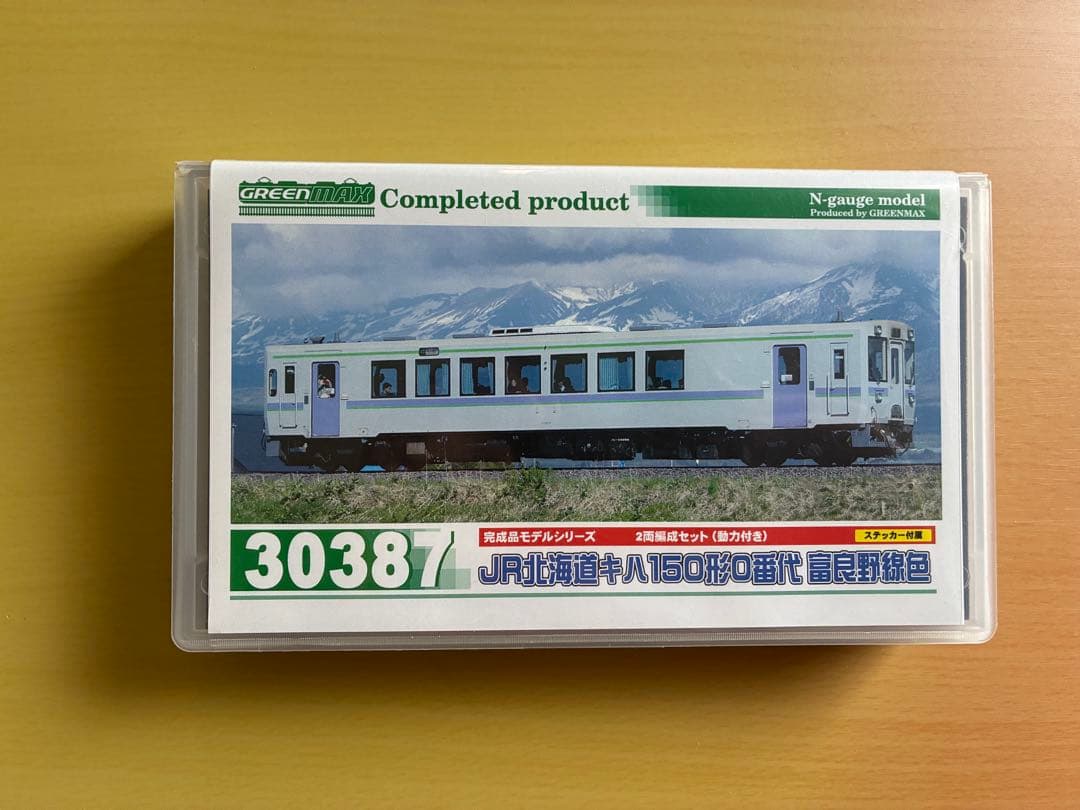 GREENMAX Completed product
N-gauge model
Produced by GREENMAX
30387
完成品モデルシリーズ 2両編成セット(動力付き) ステッカー付属
JR北海道キハ150形0番代 富良野線色